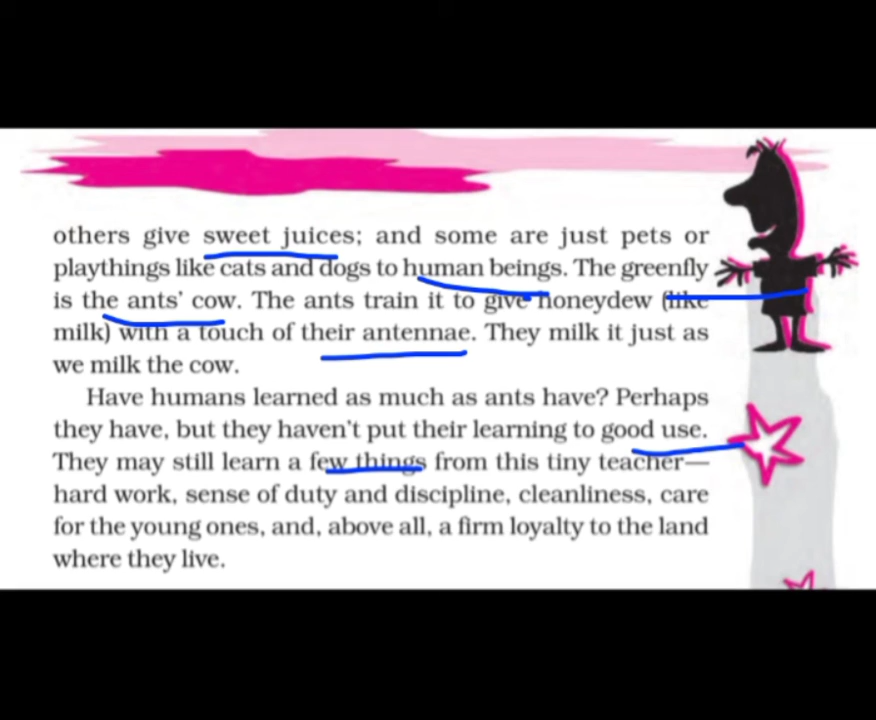 others give sweet juices; and some are just pets or
playthings like cats and dogs to human beings. The greenfly
is the ants' cow. The ants train it to give honeydew (like
milk) with a touch of their antennae. They milk it just as
we milk the cow.
Have humans learned as much as ants have? Perhaps
they have, but they haven't put their learning to good use.
They may still learn a few things from this tiny teacher—
hard work, sense of duty and discipline, cleanliness, care
for the young ones, and, above all, a firm loyalty to the land
where they live.